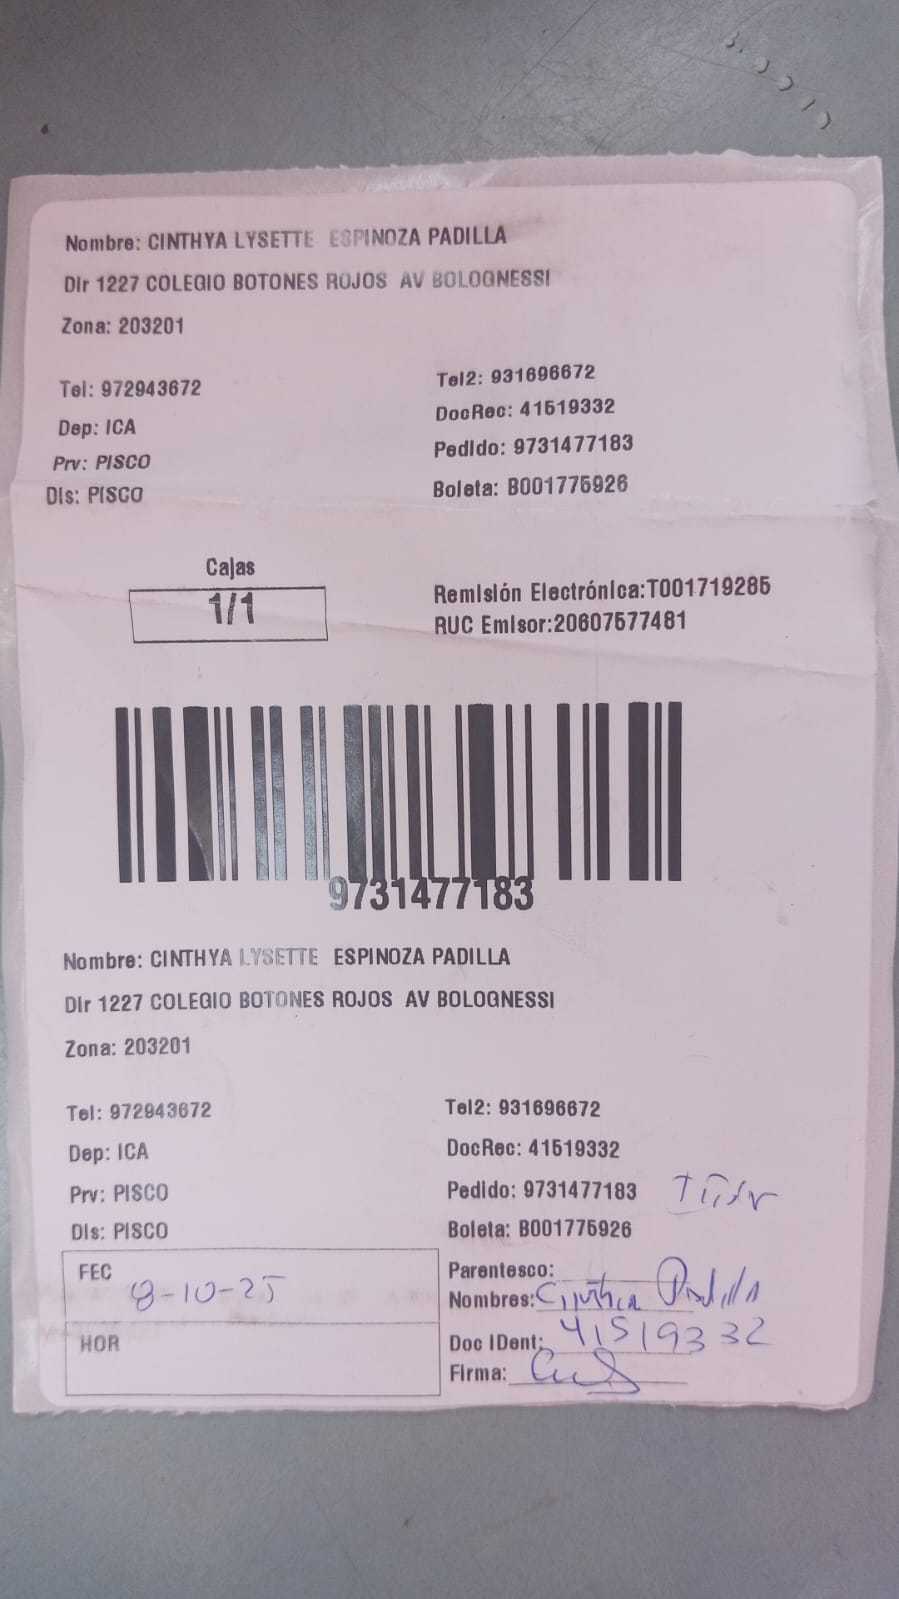 Nombre: CINTHYA LYSETTE ESPINOZA PADILLA
Dir 1227 COLEGIO BOTONES ROJOS AV BOLOGNESSI
Zona: 203201
Tel: 972943672 Tel2: 931696672
Dep: ICA DocRec: 41519332
Prv: PISCO Pedido: 9731477183
Dis: PISCO Boleta: B001775926
Cajas
1/1
Remisión Electrónica:T001719285
RUC Emisor:20607577481
9731477183
Nombre: CINTHYA LYSETTE ESPINOZA PADILLA
Dir 1227 COLEGIO BOTONES ROJOS AV BOLOGNESSI
Zona: 203201
Tel: 972943672 Tel2: 931696672
Dep: ICA DocRec: 41519332
Prv: PISCO Pedido: 9731477183
Dis: PISCO Boleta: B001775926
FEC 8-10-25
Parentesco:
Nombres: Cinthia Padilla
HOR
Doc IDent: 41519332
Firma: